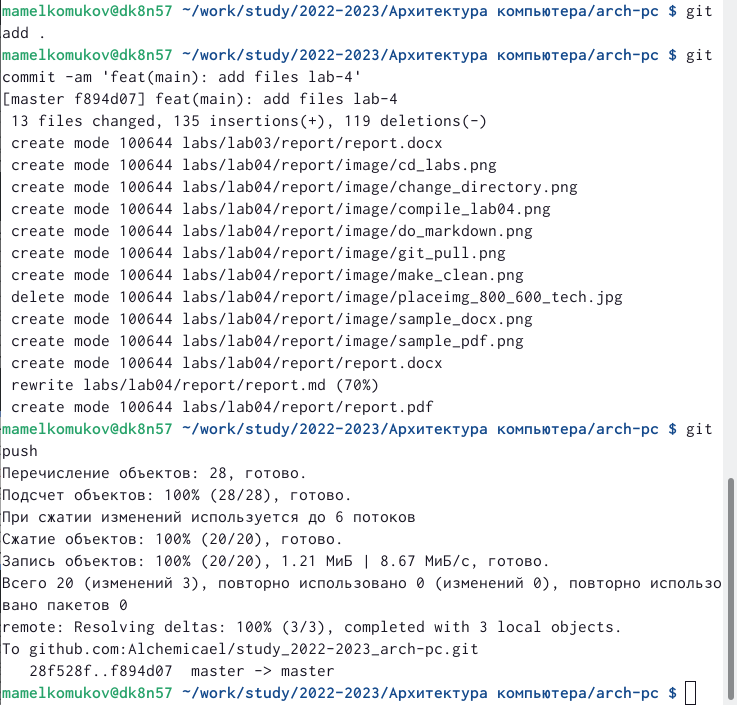 mamelkomukov@dk8n57 ~/work/study/2022-2023/Архитектура компьютера/arch-pc $ git
add .
mamelkomukov@dk8n57 ~/work/study/2022-2023/Архитектура компьютера/arch-pc $ git
commit -am 'feat(main): add files lab-4'
[master f894d07] feat(main): add files lab-4
 13 files changed, 135 insertions(+), 119 deletions(-)
 create mode 100644 labs/lab03/report/report.docx
 create mode 100644 labs/lab04/report/image/cd_labs.png
 create mode 100644 labs/lab04/report/image/change_directory.png
 create mode 100644 labs/lab04/report/image/compile_lab04.png
 create mode 100644 labs/lab04/report/image/do_markdown.png
 create mode 100644 labs/lab04/report/image/git_pull.png
 create mode 100644 labs/lab04/report/image/make_clean.png
 delete mode 100644 labs/lab04/report/image/placeimg_800_600_tech.jpg
 create mode 100644 labs/lab04/report/image/sample_docx.png
 create mode 100644 labs/lab04/report/image/sample_pdf.png
 create mode 100644 labs/lab04/report/report.docx
 rewrite labs/lab04/report/report.md (70%)
 create mode 100644 labs/lab04/report/report.pdf
mamelkomukov@dk8n57 ~/work/study/2022-2023/Архитектура компьютера/arch-pc $ git
push
Перечисление объектов: 28, готово.
Подсчет объектов: 100% (28/28), готово.
При сжатии изменений используется до 6 потоков
Сжатие объектов: 100% (20/20), готово.
Запись объектов: 100% (20/20), 1.21 МиБ | 8.67 МиБ/с, готово.
Всего 20 (изменений 3), повторно использовано 0 (изменений 0), повторно использо
вано пакетов 0
remote: Resolving deltas: 100% (3/3), completed with 3 local objects.
To github.com:Alchemicael/study_2022-2023_arch-pc.git
   28f528f..f894d07  master -> master
mamelkomukov@dk8n57 ~/work/study/2022-2023/Архитектура компьютера/arch-pc $